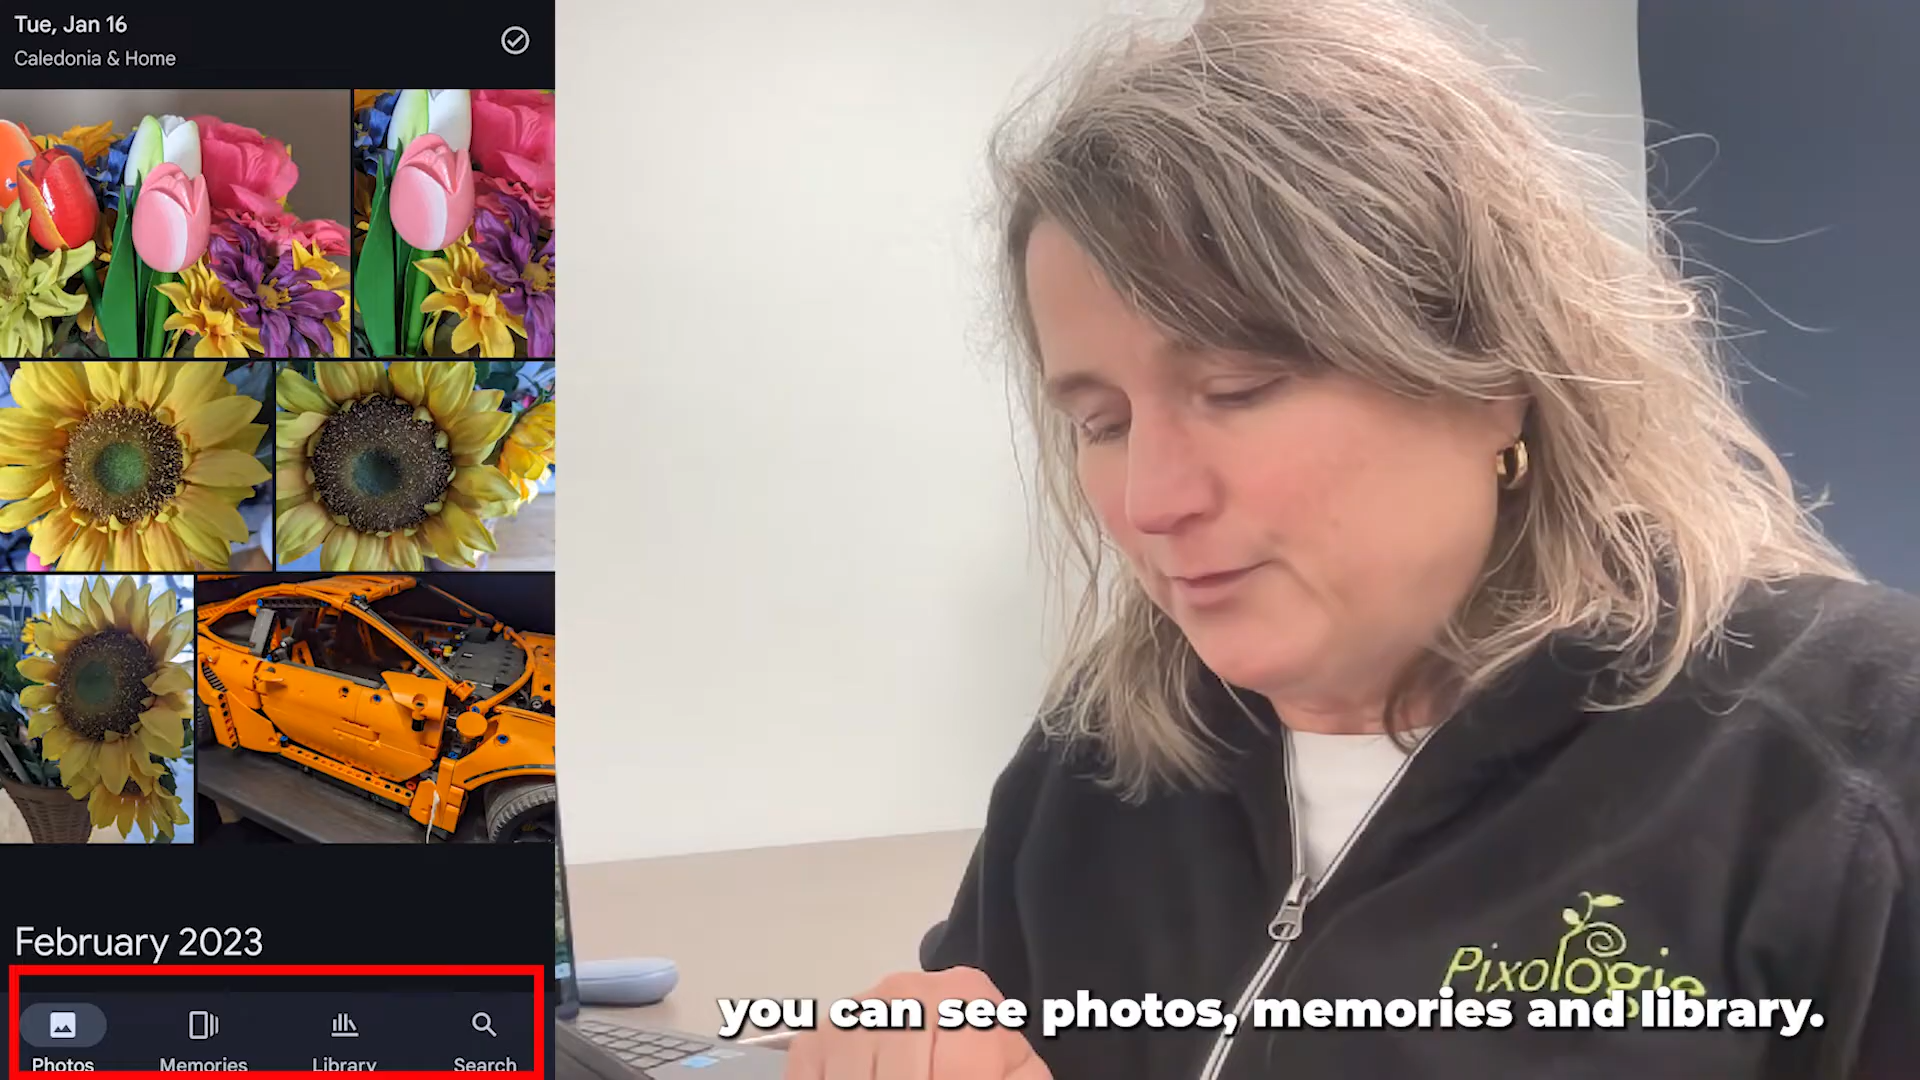 Tue, Jan 16
Caledonia & Home
February 2023
Photos
Memories
Library
Search
Pixologie
you can see photos, memories and library.